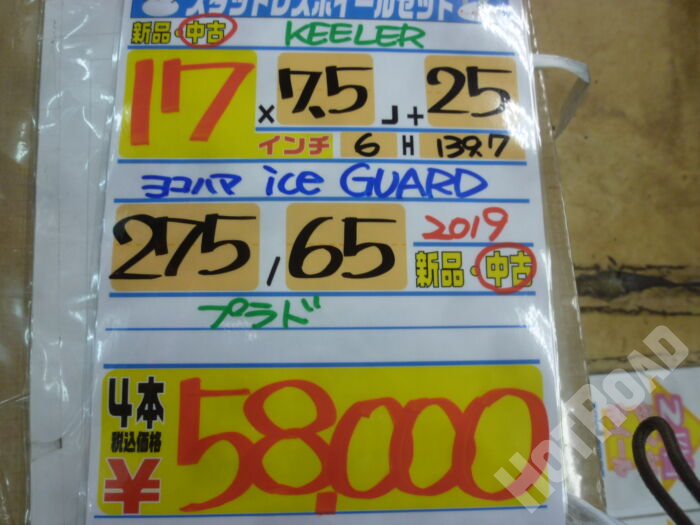 スタッドレスホイールセット
新品・中古 KEELER
17 × 7.5 J + 25
インチ 6 H 139.7
ヨコハマ ice GUARD
275 / 65 2019
新品・中古
プラド
4本
税込価格
¥58,000
HOTROAD